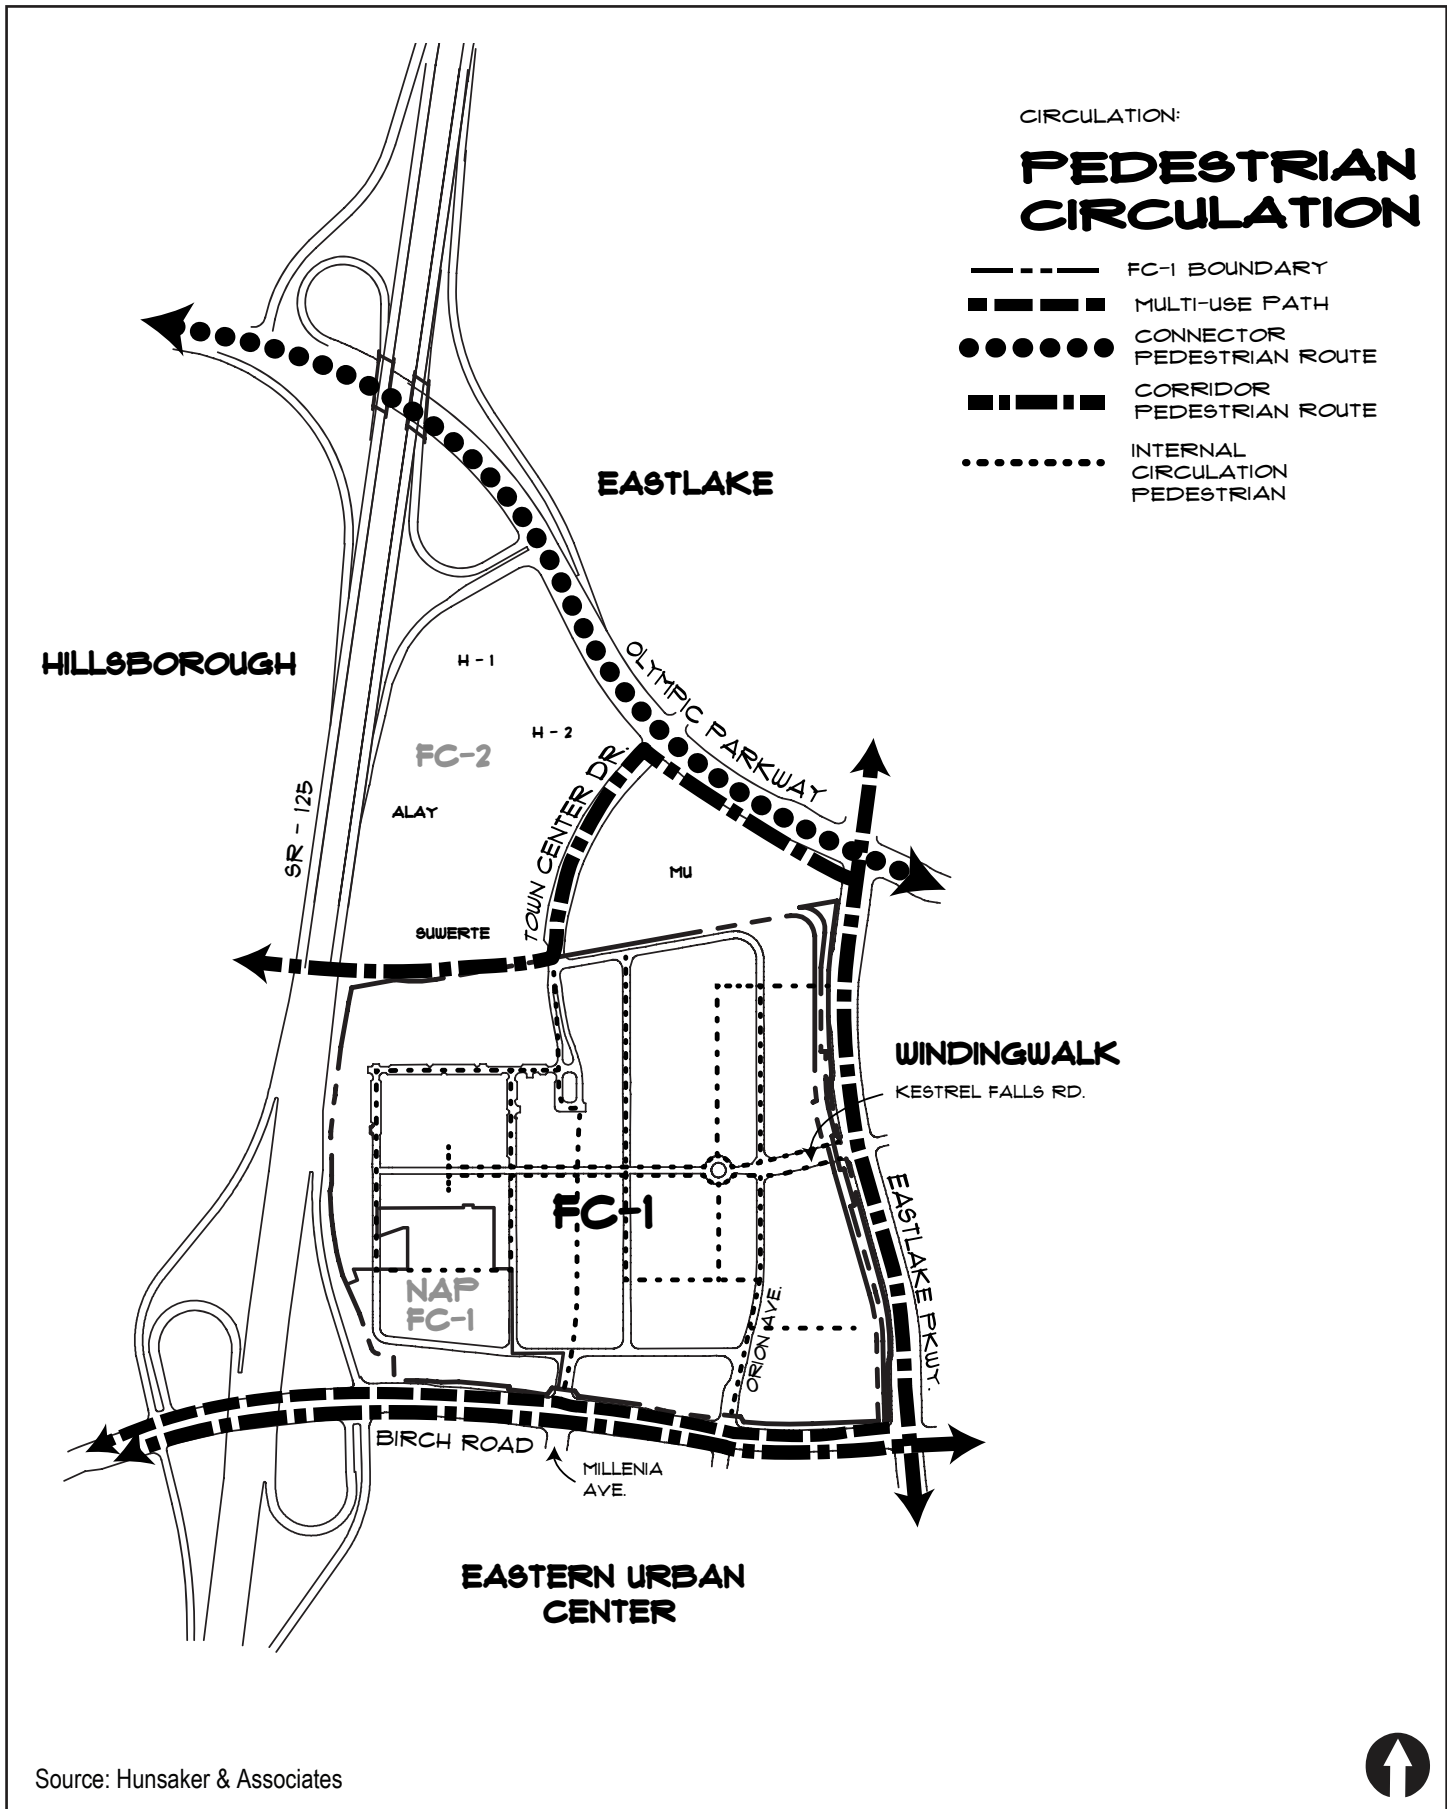 CIRCULATION:
PEDESTRIAN
CIRCULATION
FC-1 BOUNDARY
MULTI-USE PATH
CONNECTOR
PEDESTRIAN ROUTE
CORRIDOR
PEDESTRIAN ROUTE
INTERNAL
CIRCULATION
PEDESTRIAN
EASTLAKE
HILLSBOROUGH
H - 1
OLYMPIC PARKWAY
H - 2
FC-2
TOWN CENTER DR.
SR - 125
ALAY
MU
SUWERTE
WINDINGWALK
KESTREL FALLS RD.
FC-1
EASTLAKE PKWY.
NAP
FC-1
ORION AVE.
BIRCH ROAD
MILLENIA
AVE.
EASTERN URBAN
CENTER
Source: Hunsaker & Associates